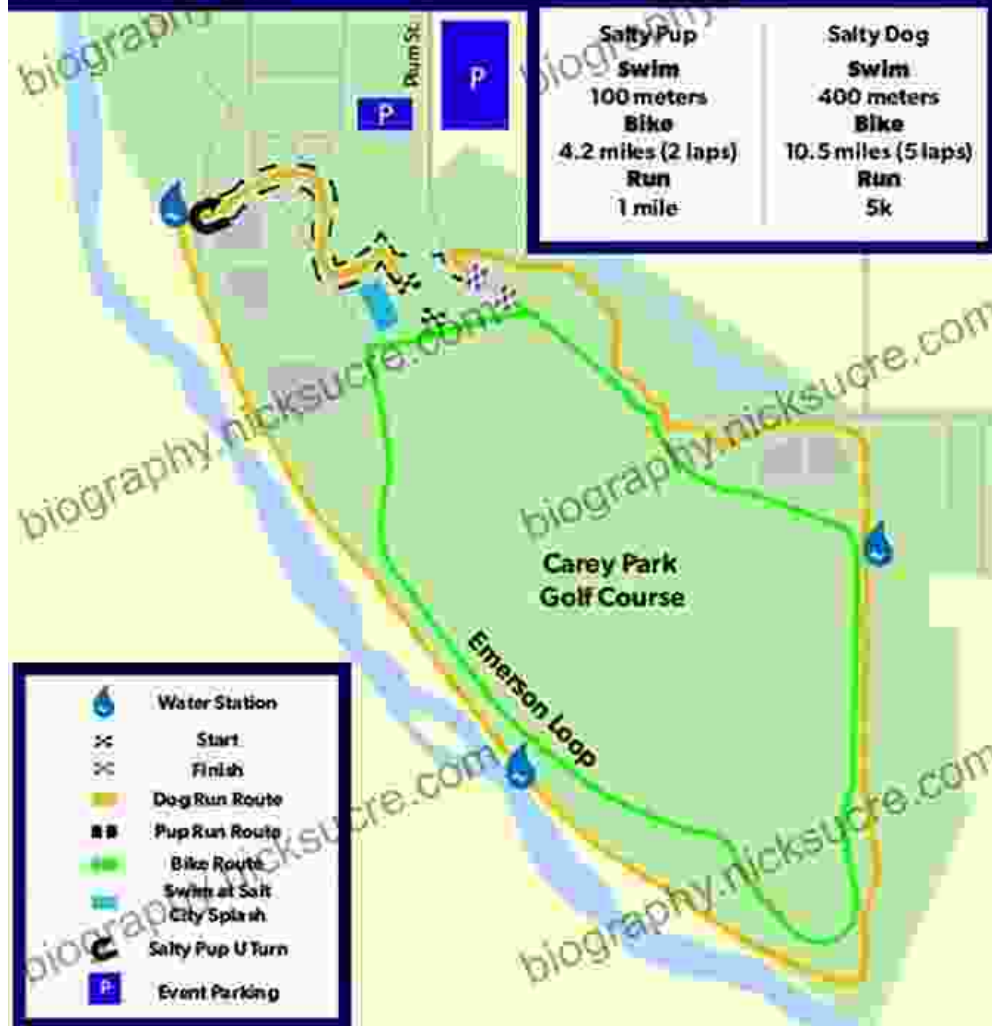 Plum St.
P
P
Salty Pup
Swim
100 meters
Bike
4.2 miles (2 laps)
Run
1 mile
Salty Dog
Swim
400 meters
Bike
10.5 miles (5 laps)
Run
5k
Carey Park
Golf Course
Emerson Loop
Water Station
Start
Finish
Dog Run Route
Pup Run Route
Bike Route
Swim at Salt
City Splash
Salty Pup U Turn
P
Event Parking
biography.nicksucre.com
biography.nicksucre.com
biography.nicksucre.com
biography.nicksucre.com
biography.
biography.